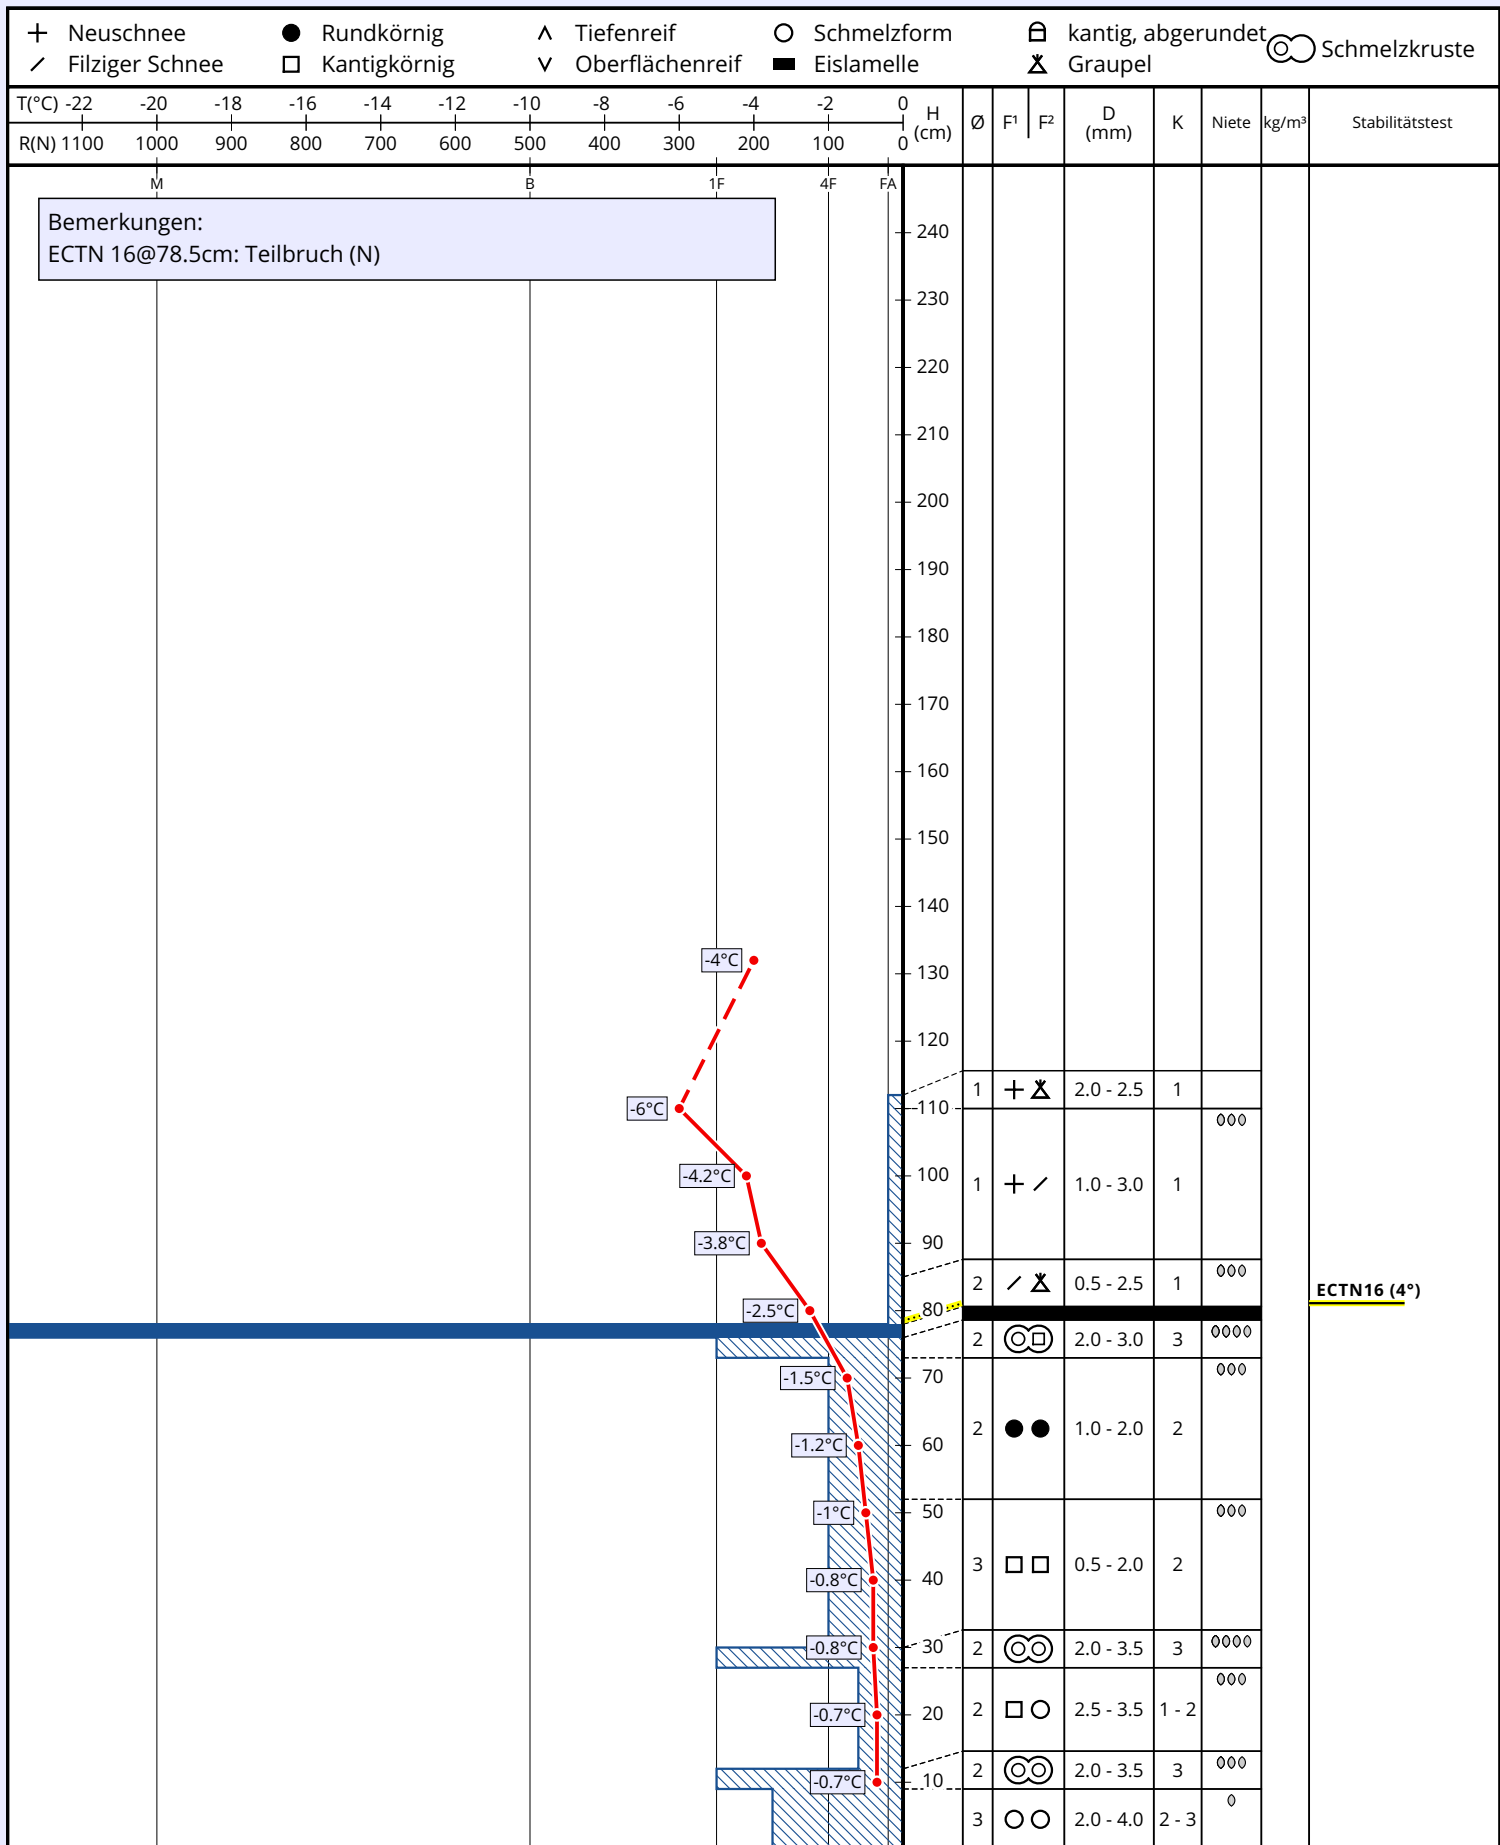 Neuschnee Rundkörnig Tiefenreif Schmelzform kantig, abgerundet Schmelzkruste
Filziger Schnee Kantigkörnig Oberflächenreif Eislamelle Graupel
T(°C) -22 -20 -18 -16 -14 -12 -10 -8 -6 -4 -2 0
R(N) 1100 1000 900 800 700 600 500 400 300 200 100 0
H (cm) Ø F¹ F² D (mm) K Niete kg/m³ Stabilitätstest
M B 1F 4F FA
Bemerkungen:
ECTN 16@78.5cm: Teilbruch (N)
240
230
220
210
200
190
180
170
160
150
140
-4°C 130
120
1 2.0 - 2.5 1
-6°C 110
-4.2°C 100 1 1.0 - 3.0 1
-3.8°C 90
2 0.5 - 2.5 1 ECTN16 (4°)
-2.5°C 80
2 2.0 - 3.0 3
-1.5°C 70
2 1.0 - 2.0 2
-1.2°C 60
-1°C 50
3 0.5 - 2.0 2
-0.8°C 40
-0.8°C 30 2 2.0 - 3.5 3
-0.7°C 20 2 2.5 - 3.5 1 - 2
2 2.0 - 3.5 3
-0.7°C 10
3 2.0 - 4.0 2 - 3